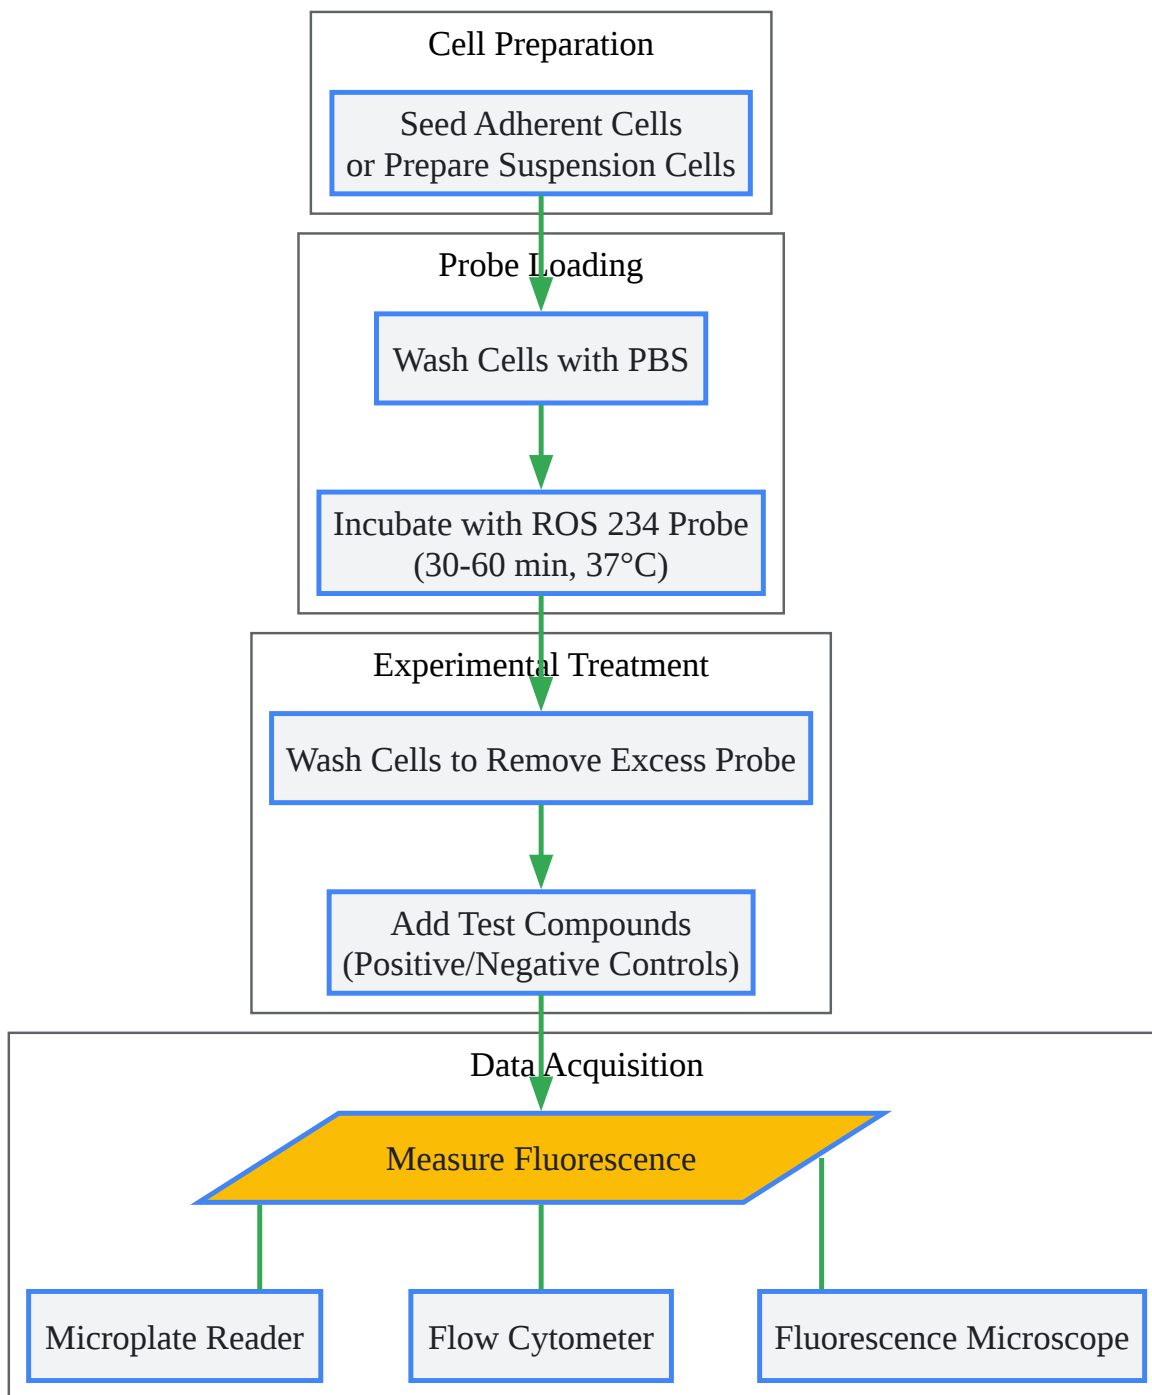 Cell Preparation
Seed Adherent Cells
or Prepare Suspension Cells
Probe Loading
Wash Cells with PBS
Incubate with ROS 234 Probe
(30-60 min, 37°C)
Experimental Treatment
Wash Cells to Remove Excess Probe
Add Test Compounds
(Positive/Negative Controls)
Data Acquisition
Measure Fluorescence
Microplate Reader
Flow Cytometer
Fluorescence Microscope